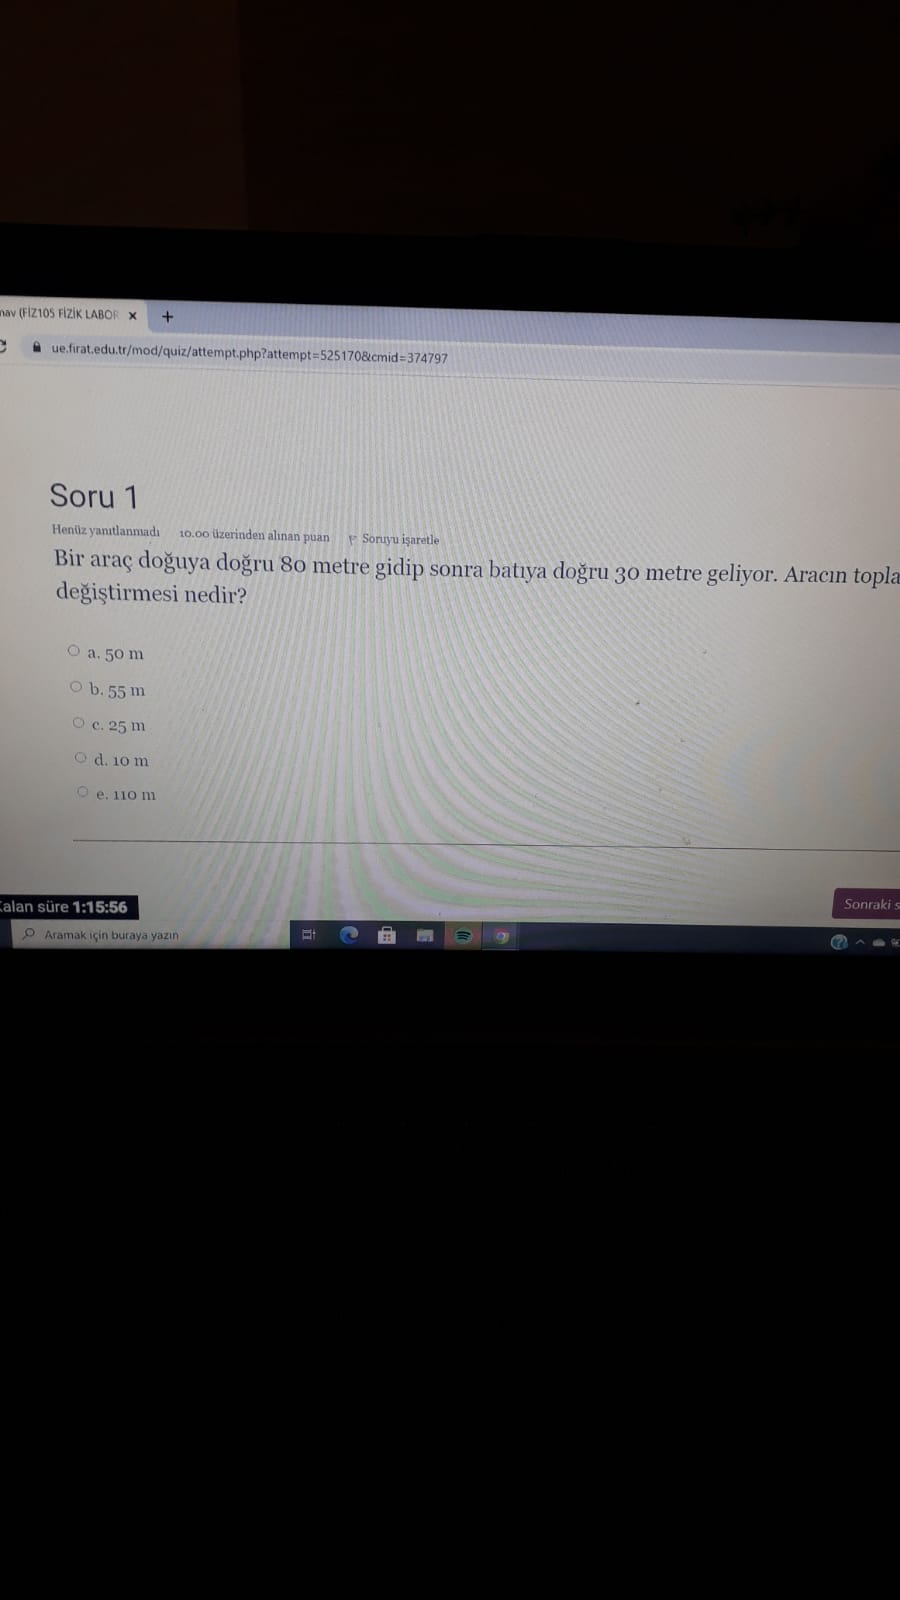 nav (FİZ105 FİZİK LABOR
ue.firat.edu.tr/mod/quiz/attempt.php?attempt=525170&cmid=374797
Soru 1
Henüz yanıtlanmadı 10.00 üzerinden alınan puan Soruyu işaretle
Bir araç doğuya doğru 80 metre gidip sonra batıya doğru 30 metre geliyor. Aracın topla
değiştirmesi nedir?
a. 50 m
b. 55 m
c. 25 m
d. 10 m
e. 110 m
Kalan süre 1:15:56
Sonraki s
Aramak için buraya yazın